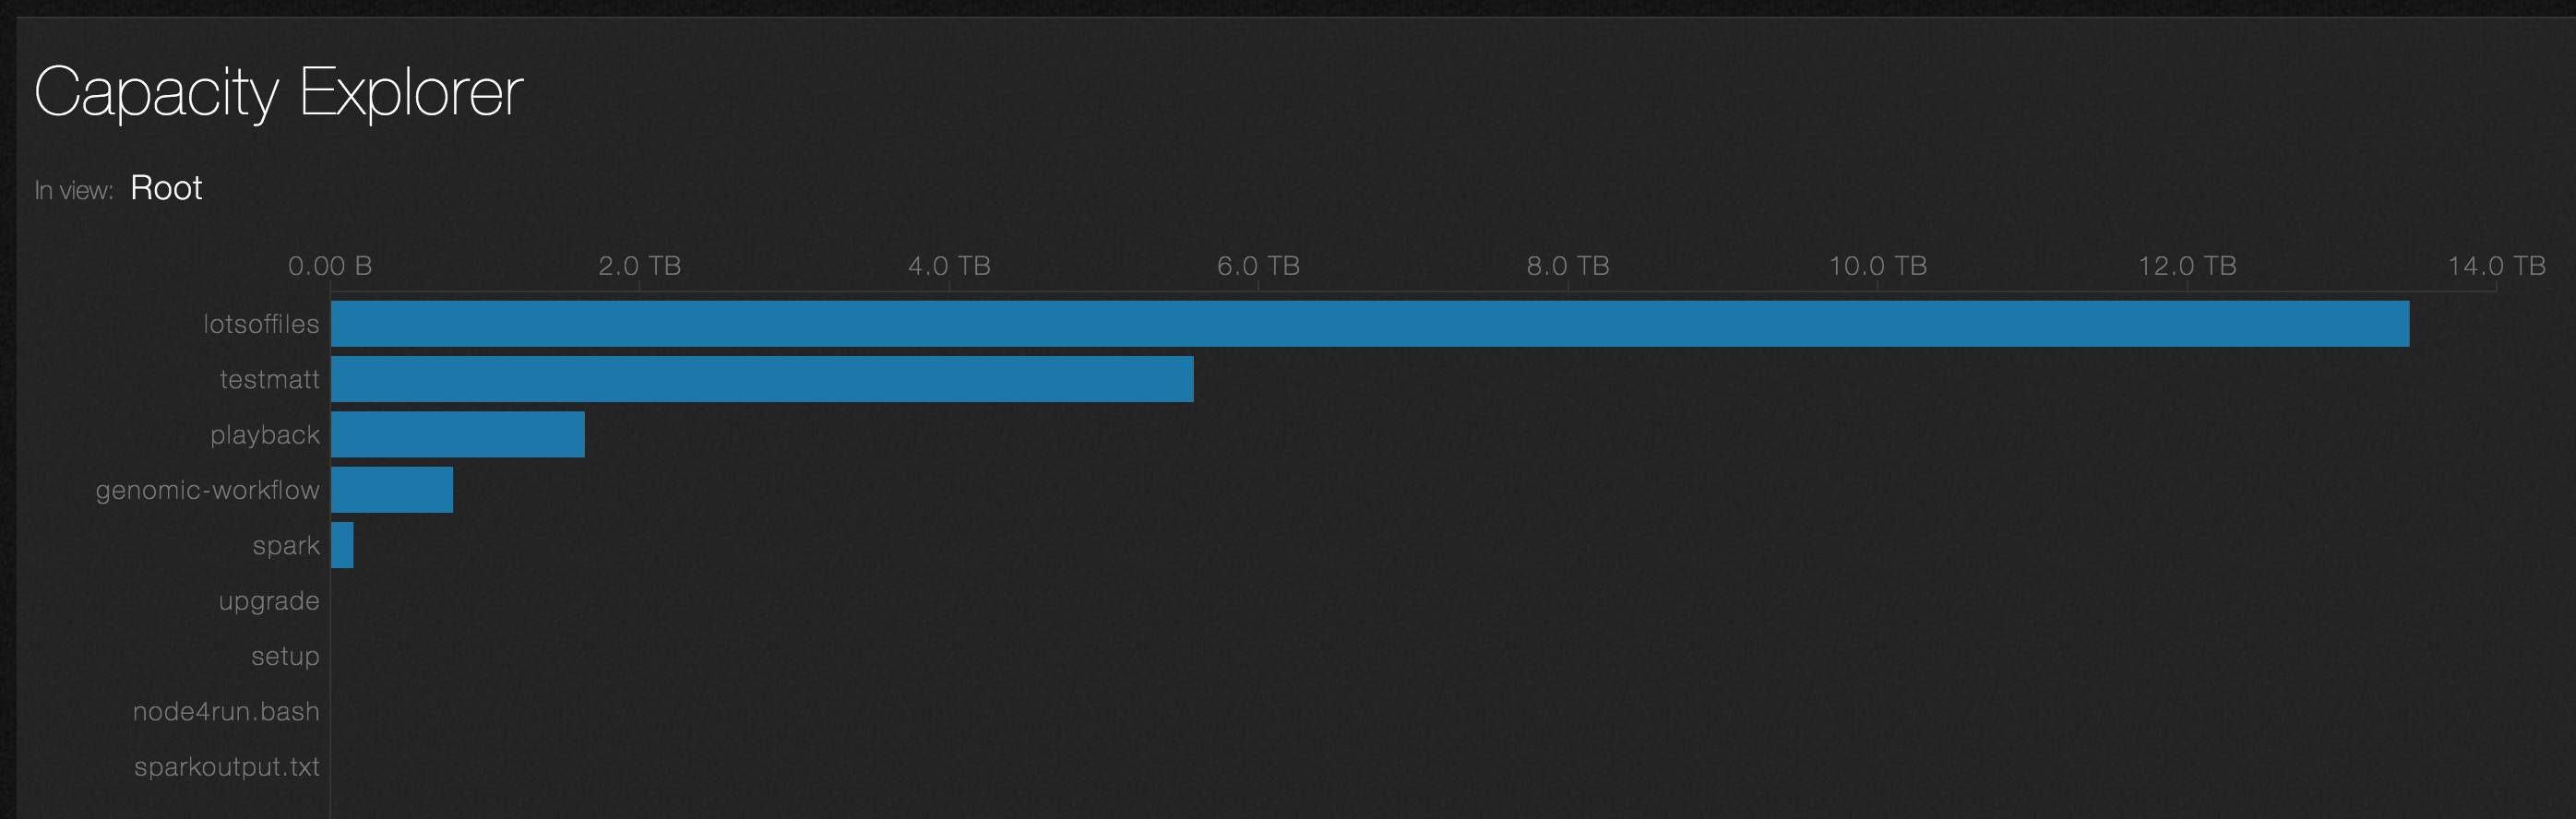 Capacity Explorer
In view: Root
0.00 B 2.0 TB 4.0 TB 6.0 TB 8.0 TB 10.0 TB 12.0 TB 14.0 TB
lotsoffiles
testmatt
playback
genomic-workflow
spark
upgrade
setup
node4run.bash
sparkoutput.txt